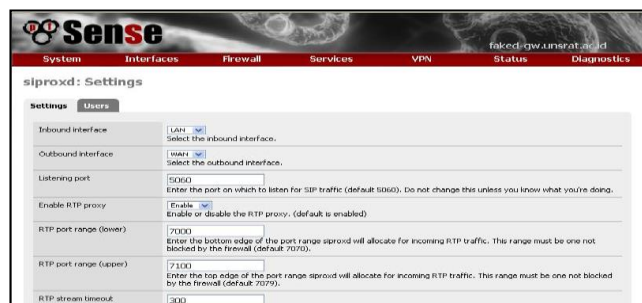 pf Sense
faked-gw.unsrat.ac.id
System Interfaces Firewall Services VPN Status Diagnostics
siproxd: Settings
Settings Users
Inbound interface LAN
Select the inbound interface.
Outbound interface WAN
Select the outbound interface.
Listening port 5060
Enter the port on which to listen for SIP traffic (default 5060). Do not change this unless you know what you're doing.
Enable RTP proxy Enable
Enable or disable the RTP proxy. (default is enabled)
RTP port range (lower) 7000
Enter the bottom edge of the port range siproxd will allocate for incoming RTP traffic. This range must be one not
blocked by the firewall (default 7070).
RTP port range (upper) 7100
Enter the top edge of the port range siproxd will allocate for incoming RTP traffic. This range must be one not blocked
by the firewall (default 7079).
RTP stream timeout 300